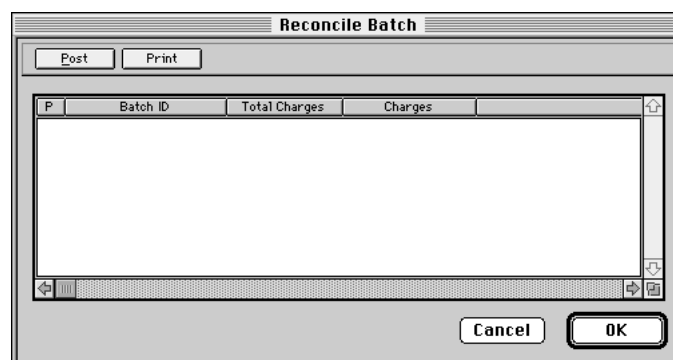 Reconcile Batch
Post Print
P Batch ID Total Charges Charges
Cancel OK